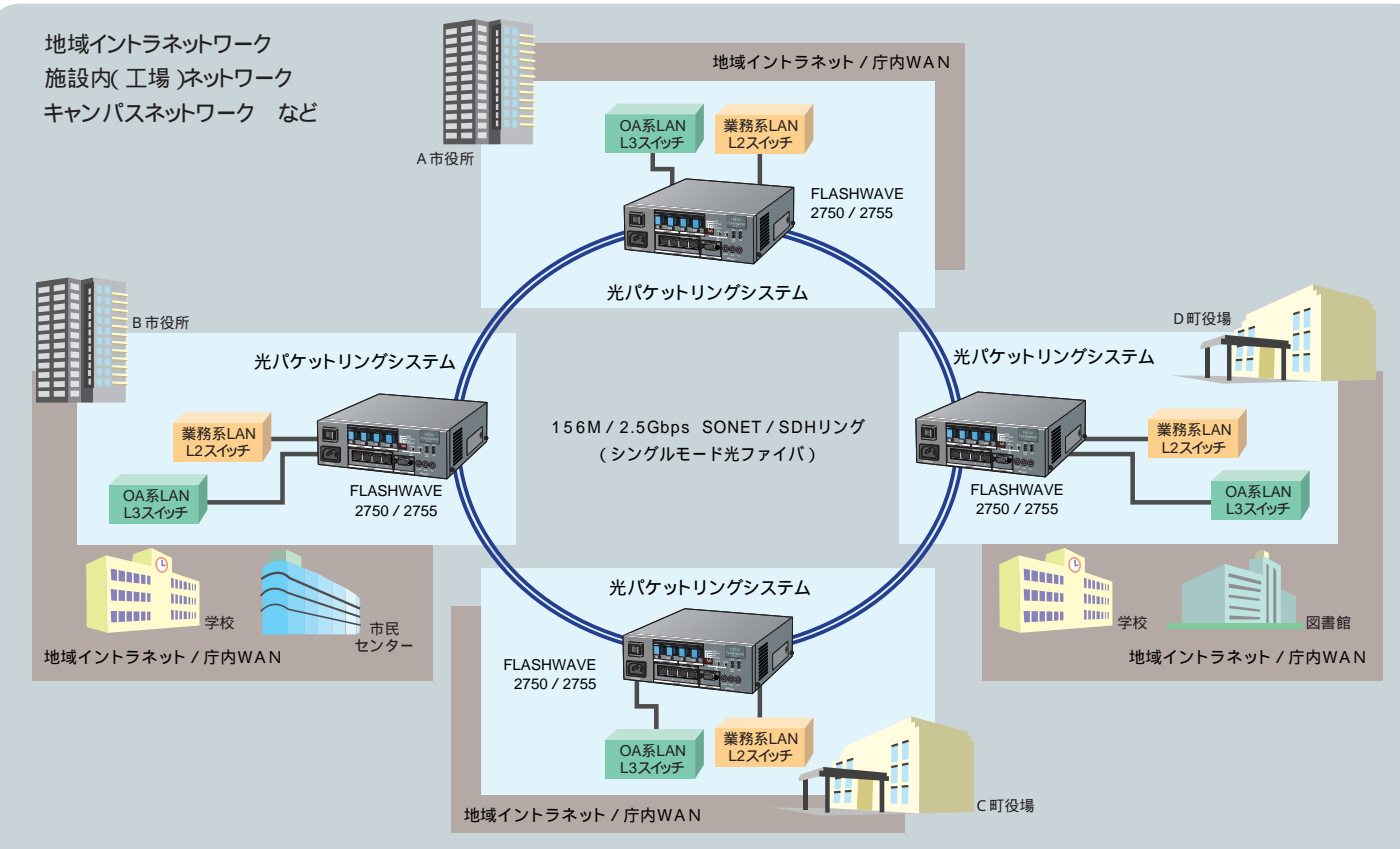 地域イントラネットワーク
施設内(工場)ネットワーク
キャンパスネットワーク など
地域イントラネット / 庁内WAN
A市役所
OA系LAN
L3スイッチ
業務系LAN
L2スイッチ
FLASHWAVE
2750 / 2755
光パケットリングシステム
B市役所
光パケットリングシステム
業務系LAN
L2スイッチ
OA系LAN
L3スイッチ
FLASHWAVE
2750 / 2755
学校
市民
センター
地域イントラネット / 庁内WAN
156M / 2.5Gbps SONET / SDHリング
(シングルモード光ファイバ)
D町役場
光パケットリングシステム
業務系LAN
L2スイッチ
OA系LAN
L3スイッチ
FLASHWAVE
2750 / 2755
学校
図書館
地域イントラネット / 庁内WAN
光パケットリングシステム
FLASHWAVE
2750 / 2755
OA系LAN
L3スイッチ
業務系LAN
L2スイッチ
C町役場
地域イントラネット / 庁内WAN